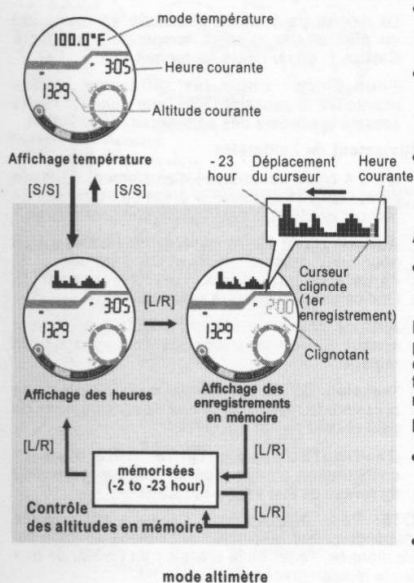 mode température
100.0°F
P 3:05
Heure courante
1329
Altitude courante
Affichage température
[S/S] [S/S]
- 23 hour
Déplacement du curseur
Heure courante
Curseur clignote (1er enregistrement)
P 3:05
1329
[L/R]
P 2:00
1329
Clignotant
Affichage des heures
Affichage des enregistrements en mémoire
[L/R]
[L/R]
mémorisées
(-2 to -23 hour)
[L/R]
Contrôle
des altitudes en mémoire
mode altimètre